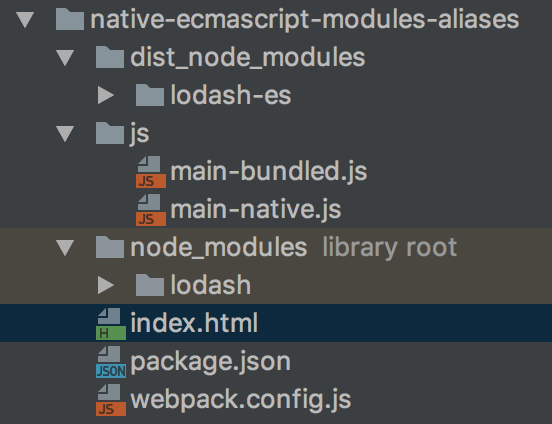 native-ecmascript-modules-aliases
dist_node_modules
lodash-es
js
JS main-bundled.js
JS main-native.js
node_modules library root
lodash
H index.html
JSON package.json
JS webpack.config.js